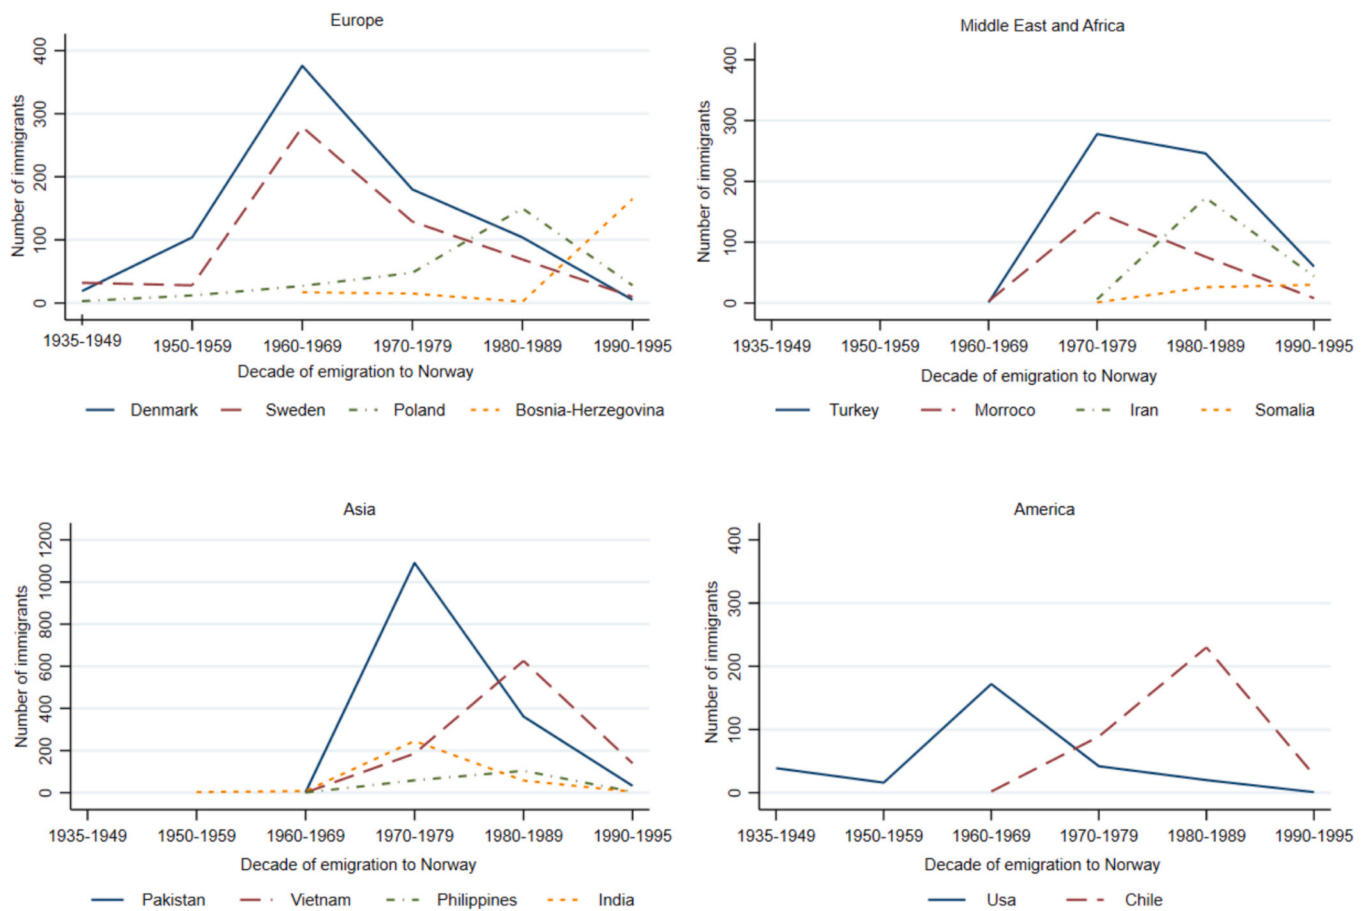 Europe
Number of immigrants
400
300
200
100
0
1935-1949 1950-1959 1960-1969 1970-1979 1980-1989 1990-1995
Decade of emigration to Norway
Denmark Sweden Poland Bosnia-Herzegovina
Middle East and Africa
Number of immigrants
400
300
200
100
0
1935-1949 1950-1959 1960-1969 1970-1979 1980-1989 1990-1995
Decade of emigration to Norway
Turkey Morroco Iran Somalia
Asia
Number of immigrants
1200
1000
800
600
400
200
0
1935-1949 1950-1959 1960-1969 1970-1979 1980-1989 1990-1995
Decade of emigration to Norway
Pakistan Vietnam Philippines India
America
Number of immigrants
400
300
200
100
0
1935-1949 1950-1959 1960-1969 1970-1979 1980-1989 1990-1995
Decade of emigration to Norway
Usa Chile